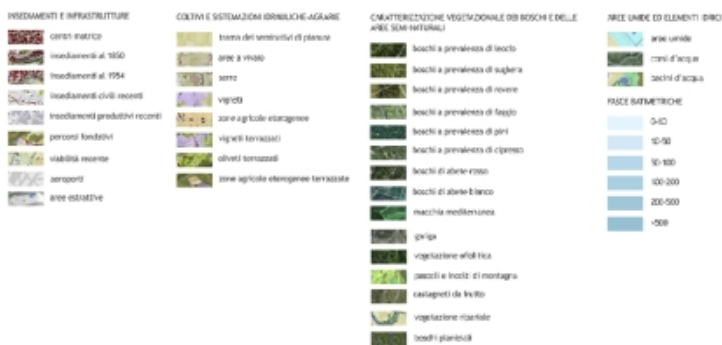 INSEDIAMENTI E INFRASTRUTTURE
centri matrice
insediamenti al 1850
insediamenti al 1954
insediamenti civili recenti
insediamenti produttivi recenti
percorsi fondativi
viabilità recente
aeroporti
aree estrattive
COLTIVI E SISTEMAZIONI IDRAULICHE-AGRARIE
trama dei seminativi di pianura
aree a vivaio
serre
vigneti
zone agricole eterogenee
vigneti terrazzati
oliveti terrazzati
zone agricole eterogenee terrazzate
CARATTERIZZAZIONE VEGETAZIONALE DEI BOSCHI E DELLE
AREE SEMI-NATURALI
boschi a prevalenza di leccio
boschi a prevalenza di sughera
boschi a prevalenza di rovere
boschi a prevalenza di faggio
boschi a prevalenza di pini
boschi a prevalenza di cipresso
boschi di abete rosso
boschi di abete bianco
macchia mediterranea
gariga
vegetazione ofiolitica
pascoli e incolti di montagna
castagneti da frutto
vegetazione ripariale
boschi planiziali
AREE UMIDE ED ELEMENTI IDRO
aree umide
corsi d'acqua
bacini d'acqua
FASCE BATIMETRICHE
0-10
10-50
50-100
100-200
200-500
>500